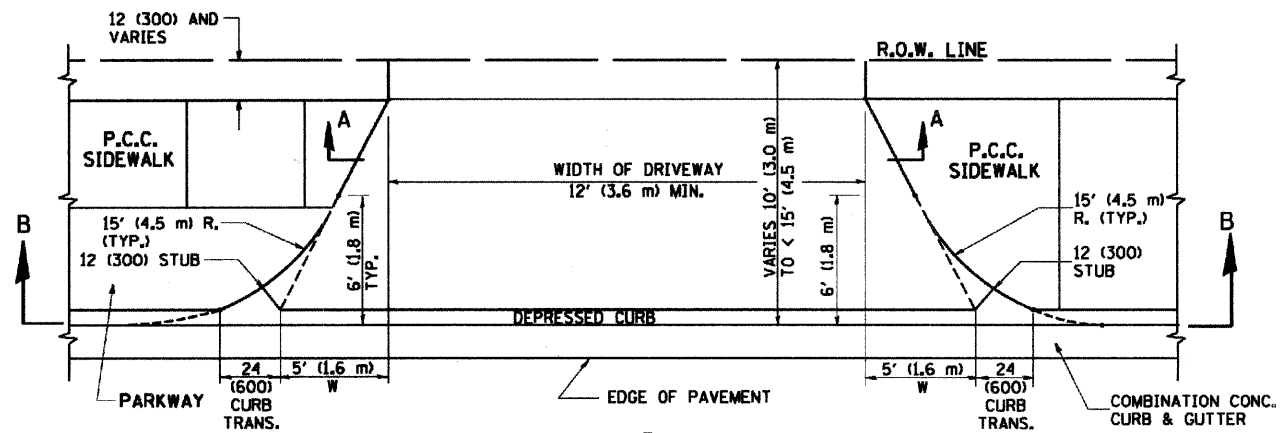 12 (300) AND
VARIES
R.O.W. LINE
A
A
P.C.C.
SIDEWALK
P.C.C.
SIDEWALK
WIDTH OF DRIVEWAY
12' (3.6 m) MIN.
VARIES 10' (3.0 m)
TO < 15' (4.5 m)
B
B
15' (4.5 m) R.
(TYP.)
12 (300) STUB
6' (1.8 m)
TYP.
6' (1.8 m)
15' (4.5 m)
R. (TYP.)
12 (300)
STUB
DEPRESSED CURB
24
(600)
CURB
TRANS.
5' (1.6 m)
W
5' (1.6 m)
W
24
(600)
CURB
TRANS.
PARKWAY
EDGE OF PAVEMENT
COMBINATION CONC.
CURB & GUTTER